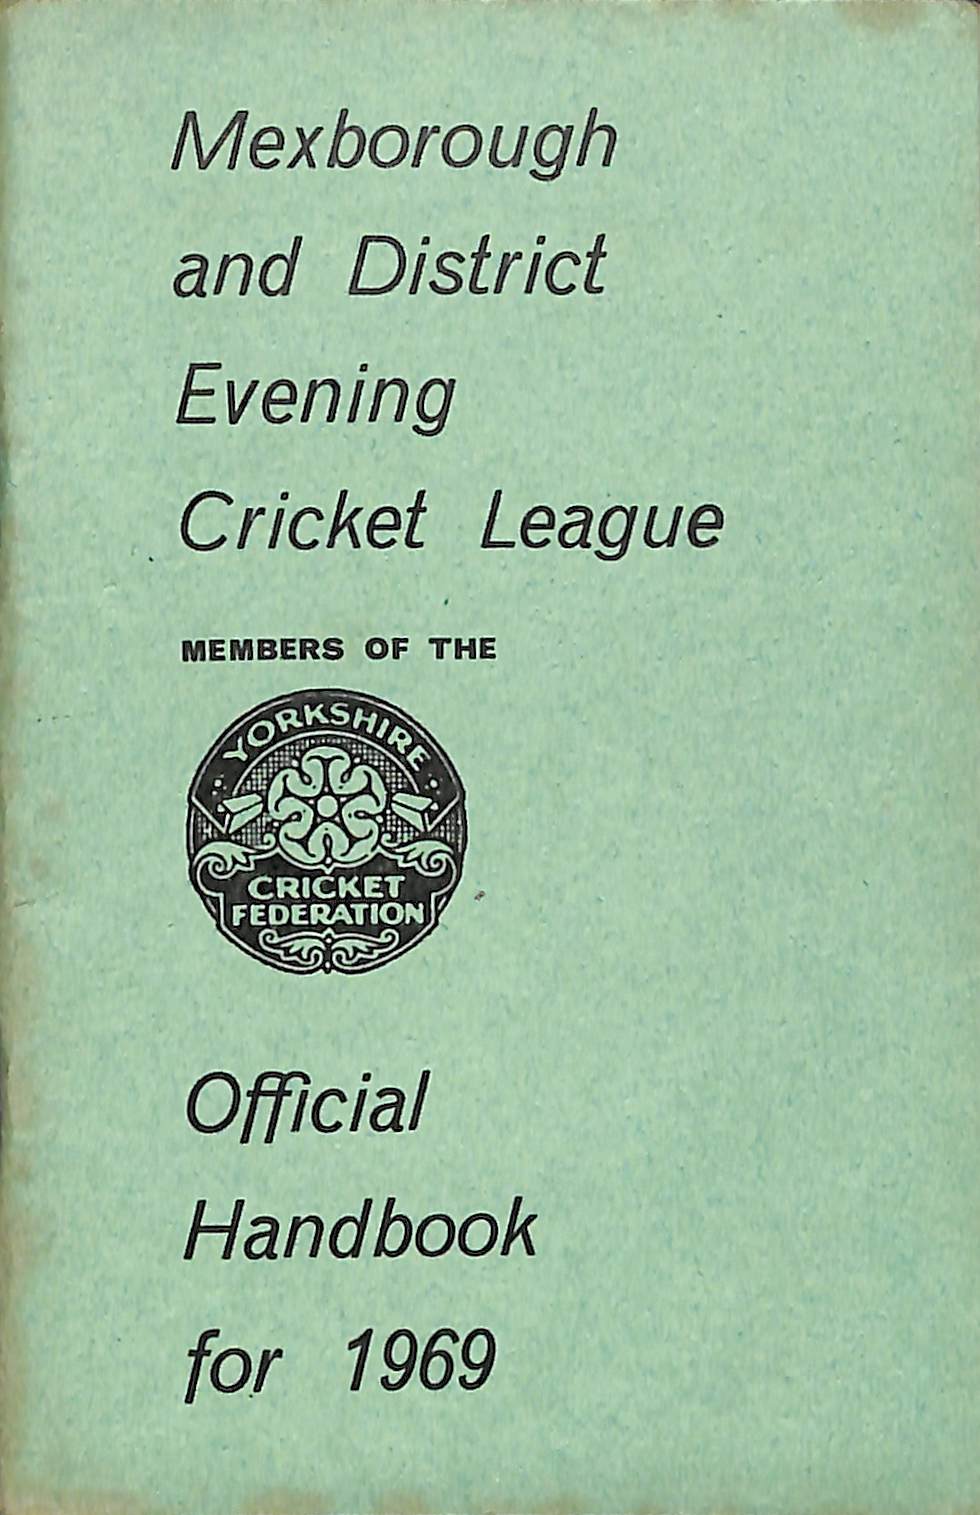 Mexborough
and District
Evening
Cricket League
MEMBERS OF THE
YORKSHIRE
CRICKET
FEDERATION
Official
Handbook
for 1969